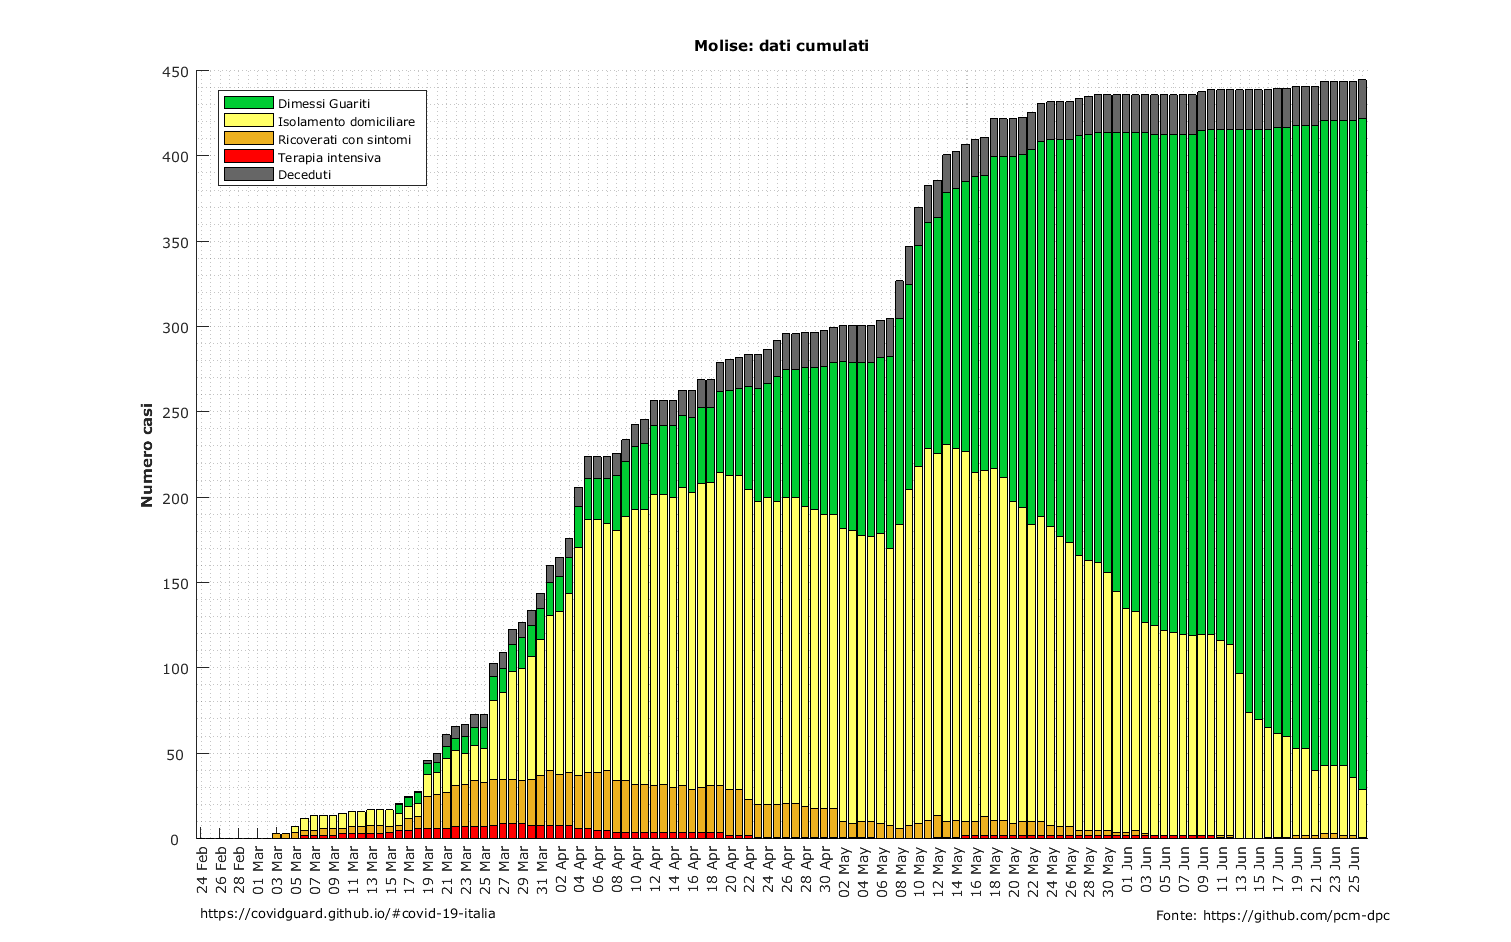 Molise: dati cumulati
450
400
350
300
250
200
150
100
50
0
Numero casi
Dimessi Guariti
Isolamento domiciliare
Ricoverati con sintomi
Terapia intensiva
Deceduti
24 Feb
26 Feb
28 Feb
01 Mar
03 Mar
05 Mar
07 Mar
09 Mar
11 Mar
13 Mar
15 Mar
17 Mar
19 Mar
21 Mar
23 Mar
25 Mar
27 Mar
29 Mar
31 Mar
02 Apr
04 Apr
06 Apr
08 Apr
10 Apr
12 Apr
14 Apr
16 Apr
18 Apr
20 Apr
22 Apr
24 Apr
26 Apr
28 Apr
30 Apr
02 May
04 May
06 May
08 May
10 May
12 May
14 May
16 May
18 May
20 May
22 May
24 May
26 May
28 May
30 May
01 Jun
03 Jun
05 Jun
07 Jun
09 Jun
11 Jun
13 Jun
15 Jun
17 Jun
19 Jun
21 Jun
23 Jun
25 Jun
https://covidguard.github.io/#covid-19-italia
Fonte: https://github.com/pcm-dpc